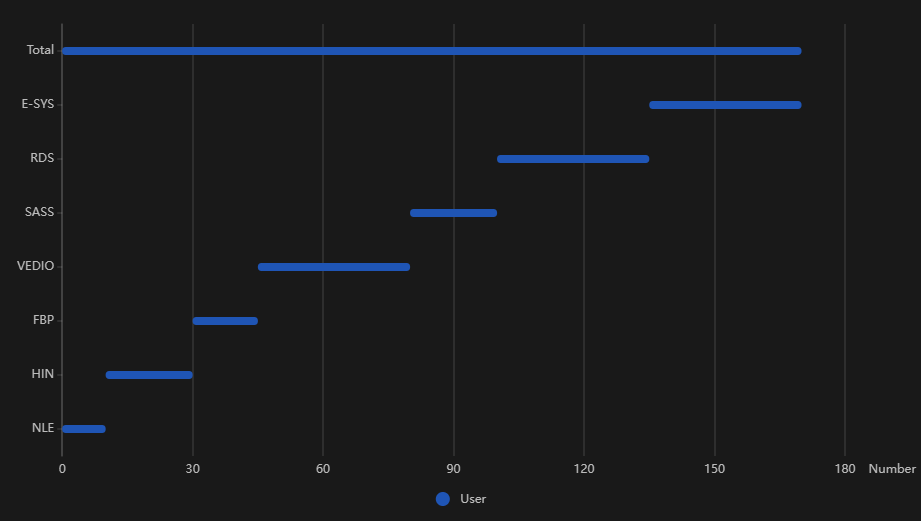 Total
E-SYS
RDS
SASS
VEDIO
FBP
HIN
NLE
0 30 60 90 120 150 180 Number
User